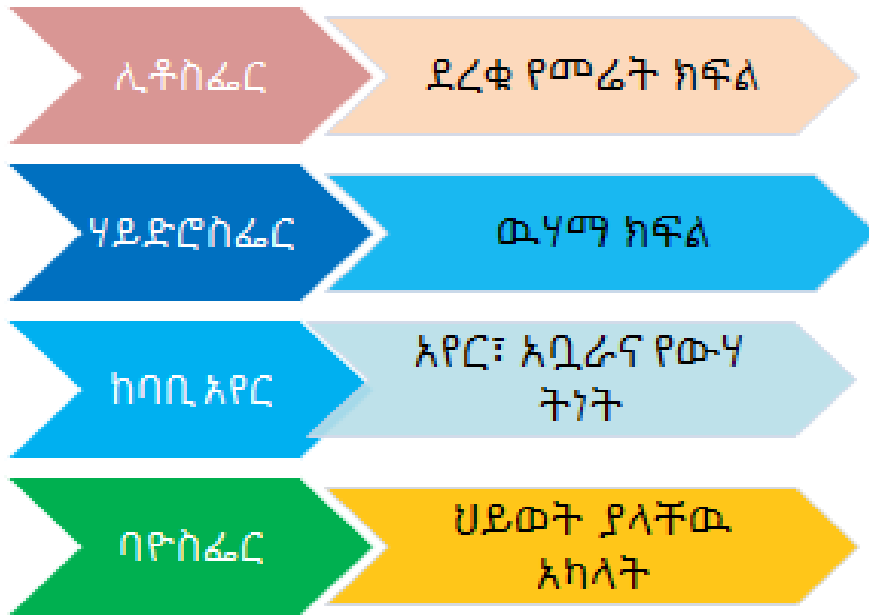 ሊቶስፌር
ደረቁ የመሬት ክፍል
ሃይድሮስፌር
ዉሃማ ክፍል
ከባቢ አየር
አየር፣ አቧራና የውሃ
ትነት
ባዮስፌር
ህይወት ያላቸዉ
አካላት